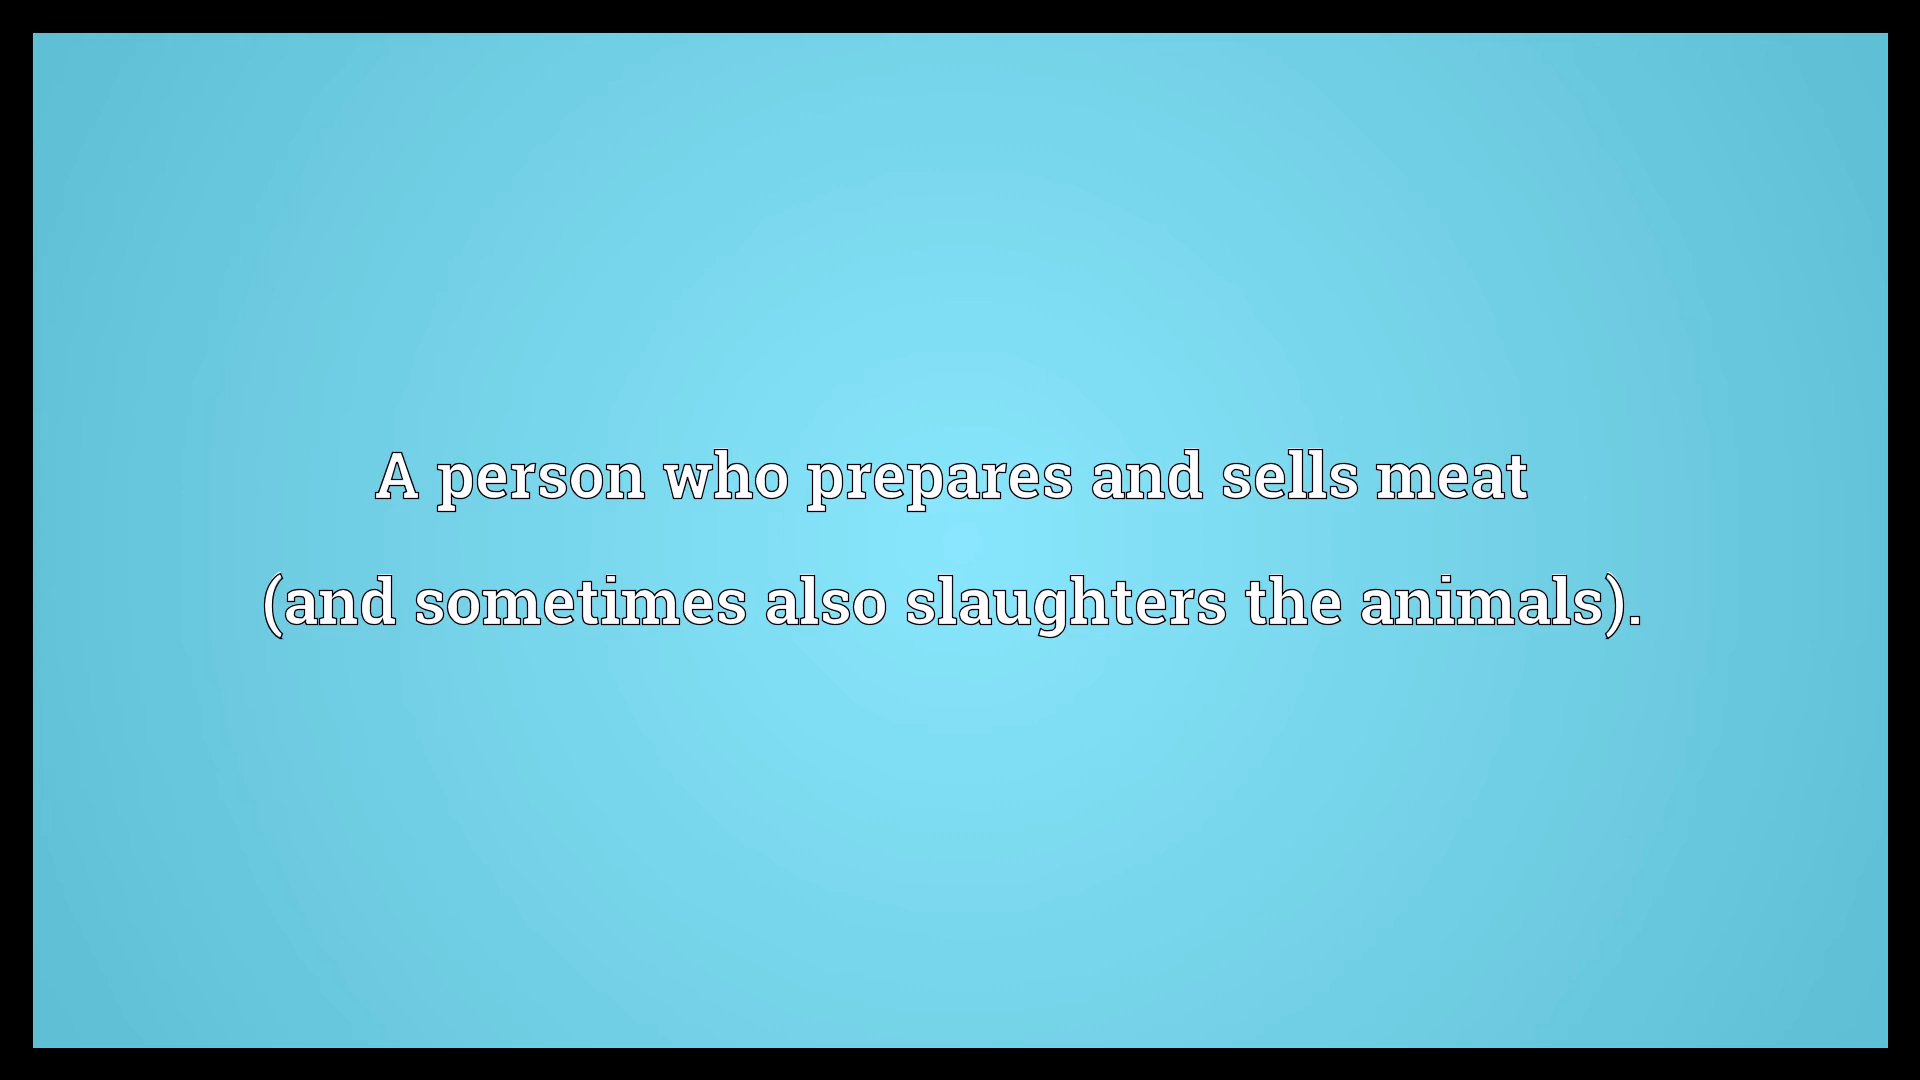 A person who prepares and sells meat
(and sometimes also slaughters the animals).